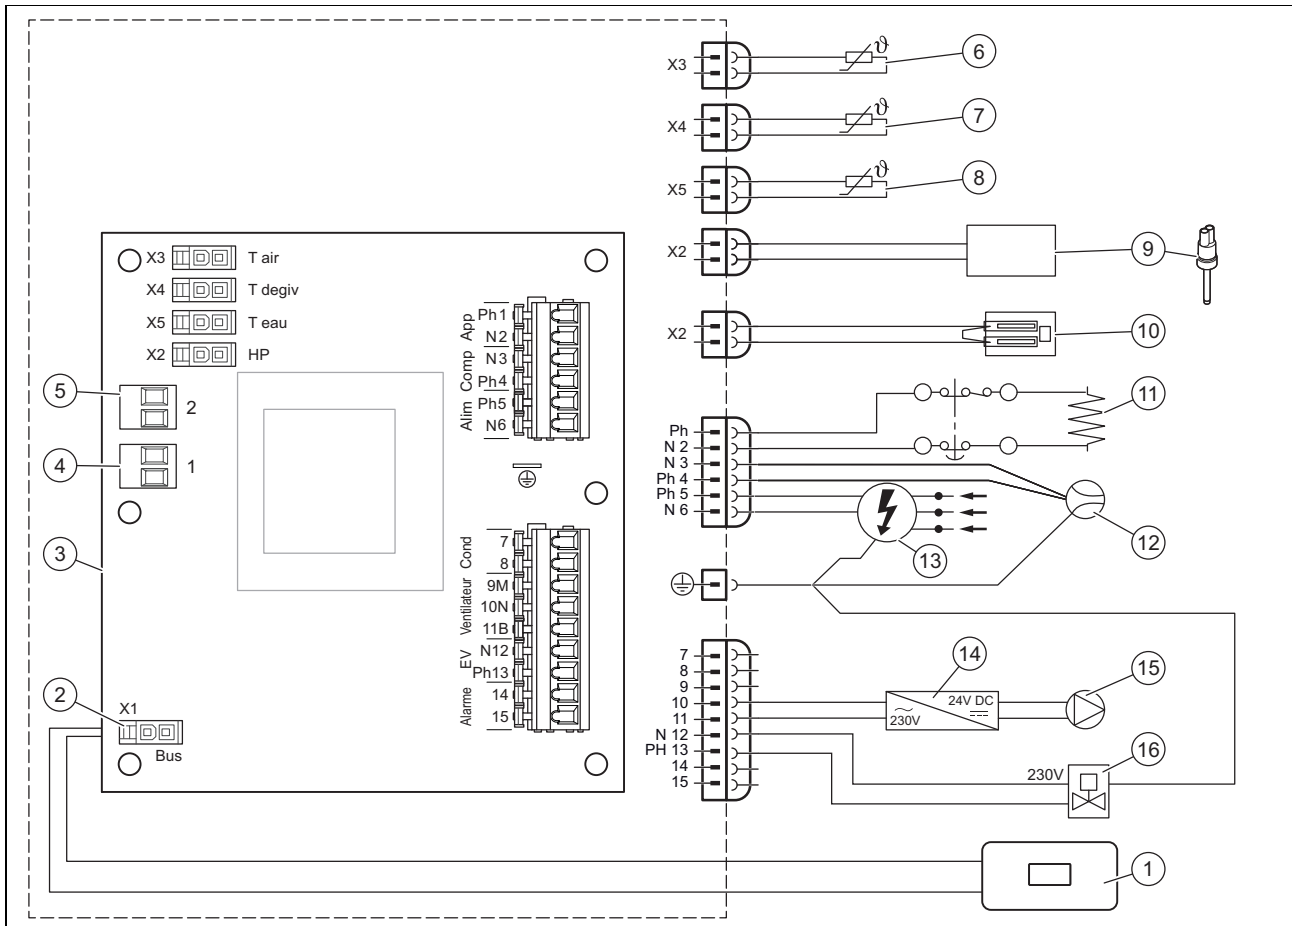 X3
ϑ
6
X4
ϑ
7
X5
ϑ
8
X2
9
X2
10
X3 T air
X4 T degiv
X5 T eau
X2 HP
5
2
4
1
3
2
X1
Bus
App
Comp
Alim
Ph1
N2
N3
Ph4
Ph5
N6
Cond
Ventilateur
EV
Alarme
7
8
9M
10N
11B
N12
Ph13
14
15
Ph
N 2
N 3
Ph 4
Ph 5
N 6
11
12
13
7
8
9
10
11
N 12
PH 13
14
15
14
24V DC
230V
15
230V
16
1